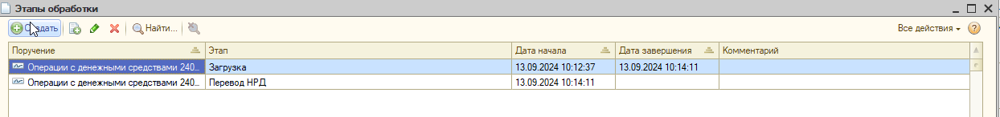 Этапы обработки
Создать Найти... Все действия
Поручение Этап Дата начала Дата завершения Комментарий
Операции с денежными средствами 240... Загрузка 13.09.2024 10:12:37 13.09.2024 10:14:11
Операции с денежными средствами 240... Перевод НРД 13.09.2024 10:14:11